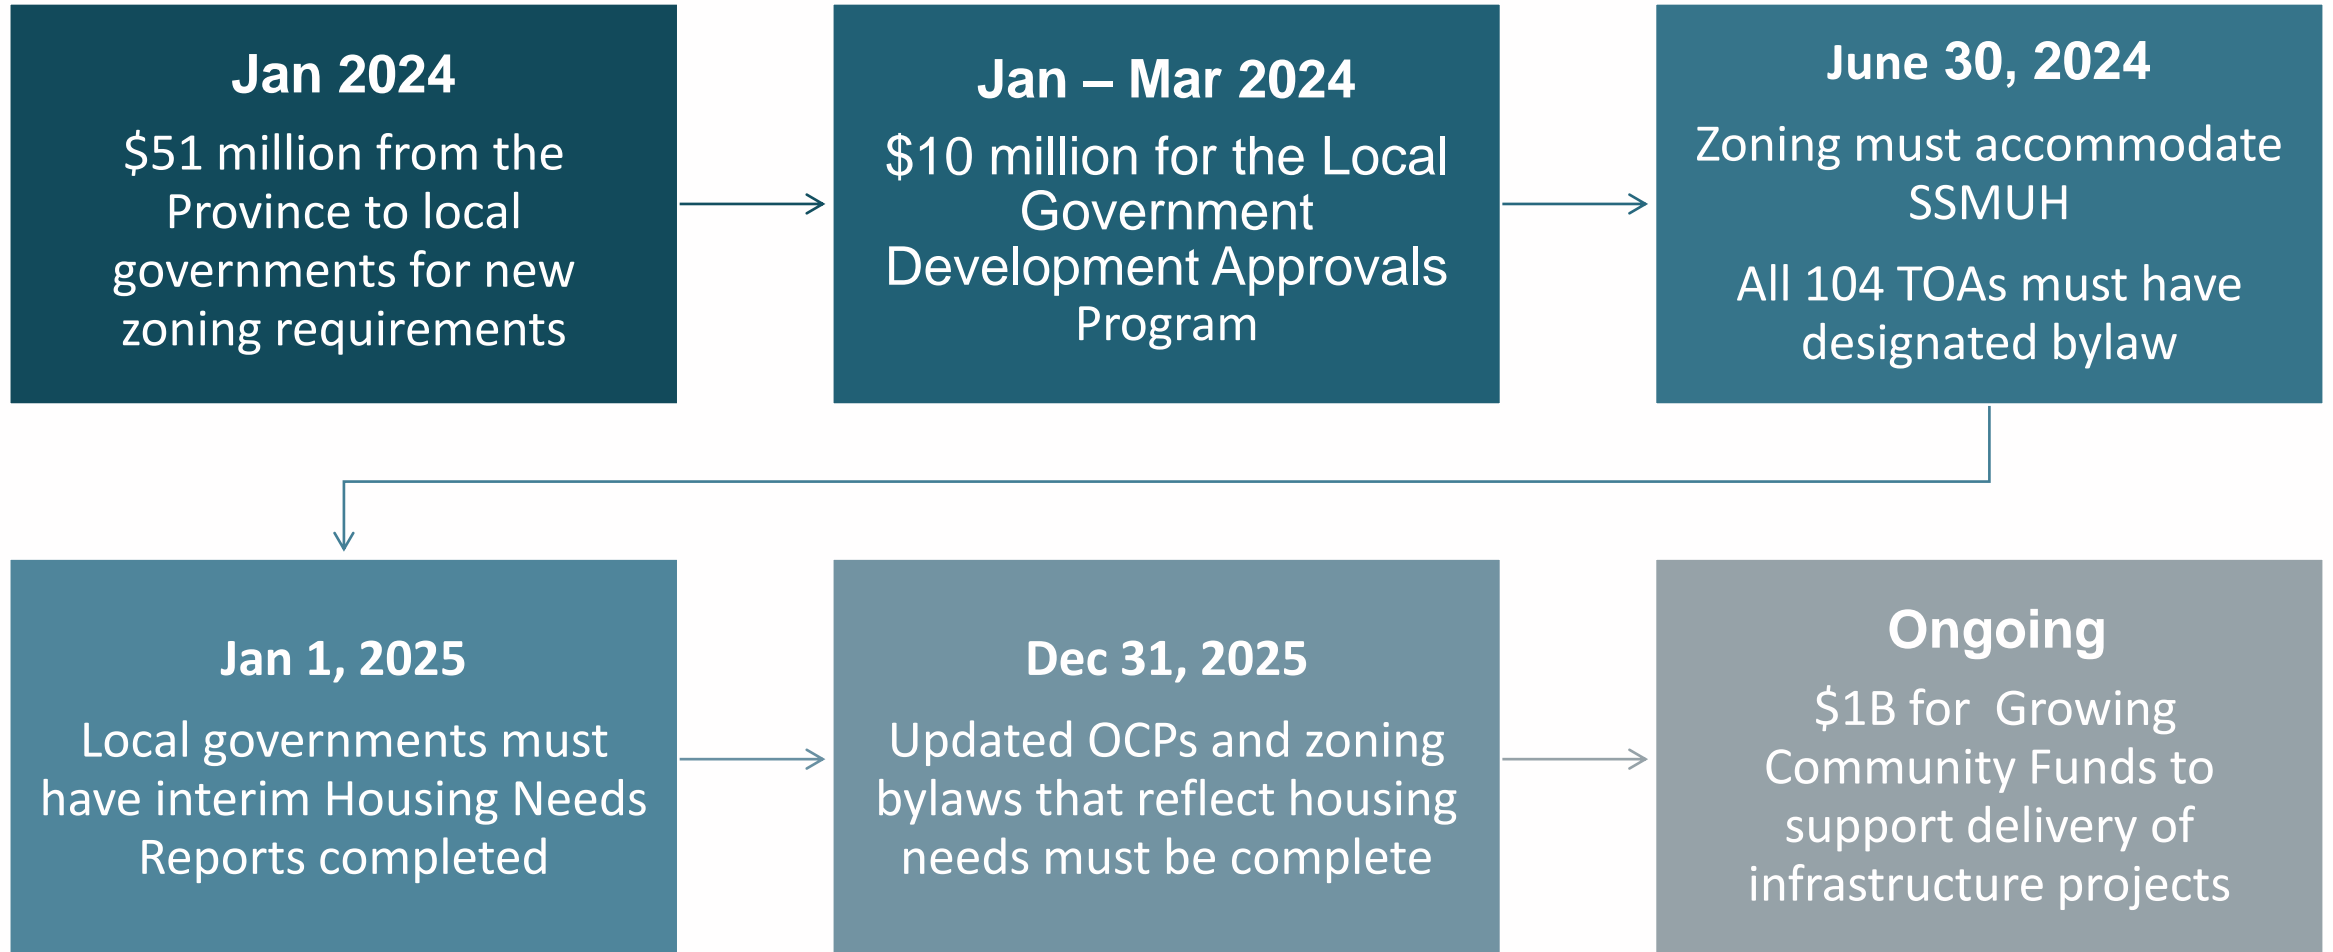 Jan 2024
$51 million from the
Province to local
governments for new
zoning requirements
Jan – Mar 2024
$10 million for the Local
Government
Development Approvals
Program
June 30, 2024
Zoning must accommodate
SSMUH
All 104 TOAs must have
designated bylaw
Jan 1, 2025
Local governments must
have interim Housing Needs
Reports completed
Dec 31, 2025
Updated OCPs and zoning
bylaws that reflect housing
needs must be complete
Ongoing
$1B for  Growing
Community Funds to
support delivery of
infrastructure projects